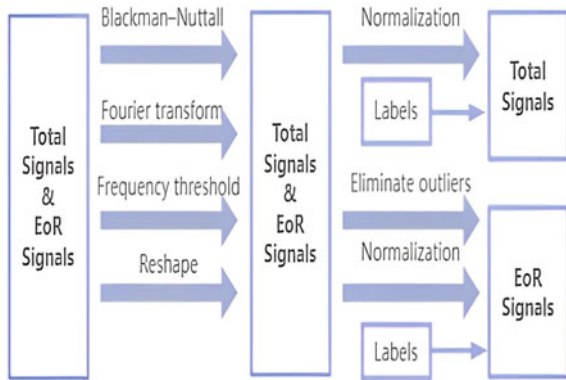 Blackman–Nuttall
Fourier transform
Frequency threshold
Reshape
Total
Signals
&
EoR
Signals
Total
Signals
&
EoR
Signals
Normalization
Labels
Total
Signals
Eliminate outliers
Normalization
Labels
EoR
Signals